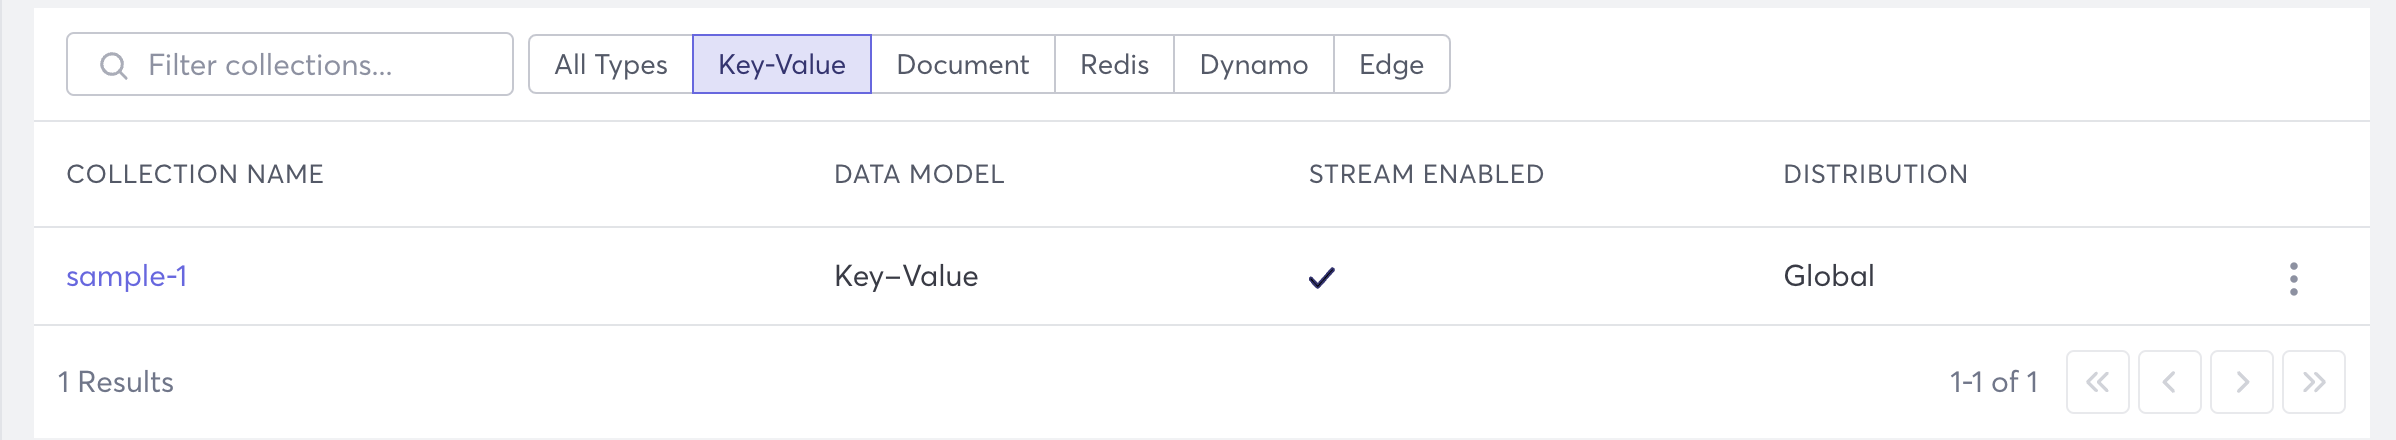 Filter collections... All Types Key-Value Document Redis Dynamo Edge
COLLECTION NAME DATA MODEL STREAM ENABLED DISTRIBUTION
sample-1 Key–Value Global
1 Results 1-1 of 1